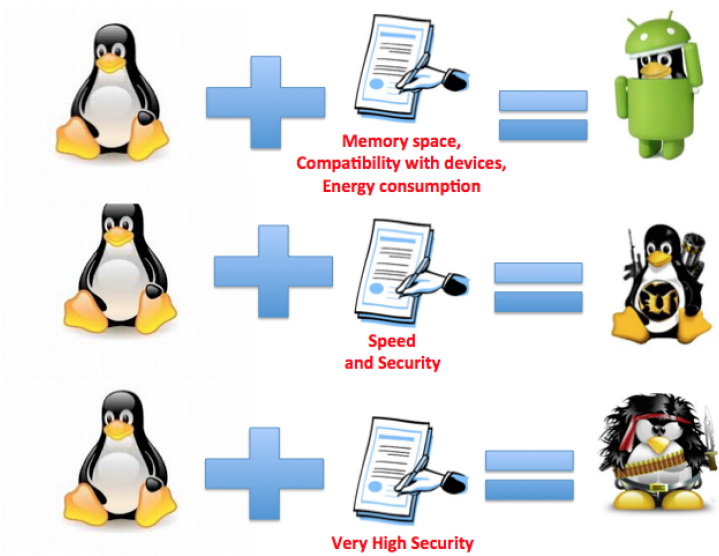 Memory space,
Compatibility with devices,
Energy consumption
Speed
and Security
Very High Security